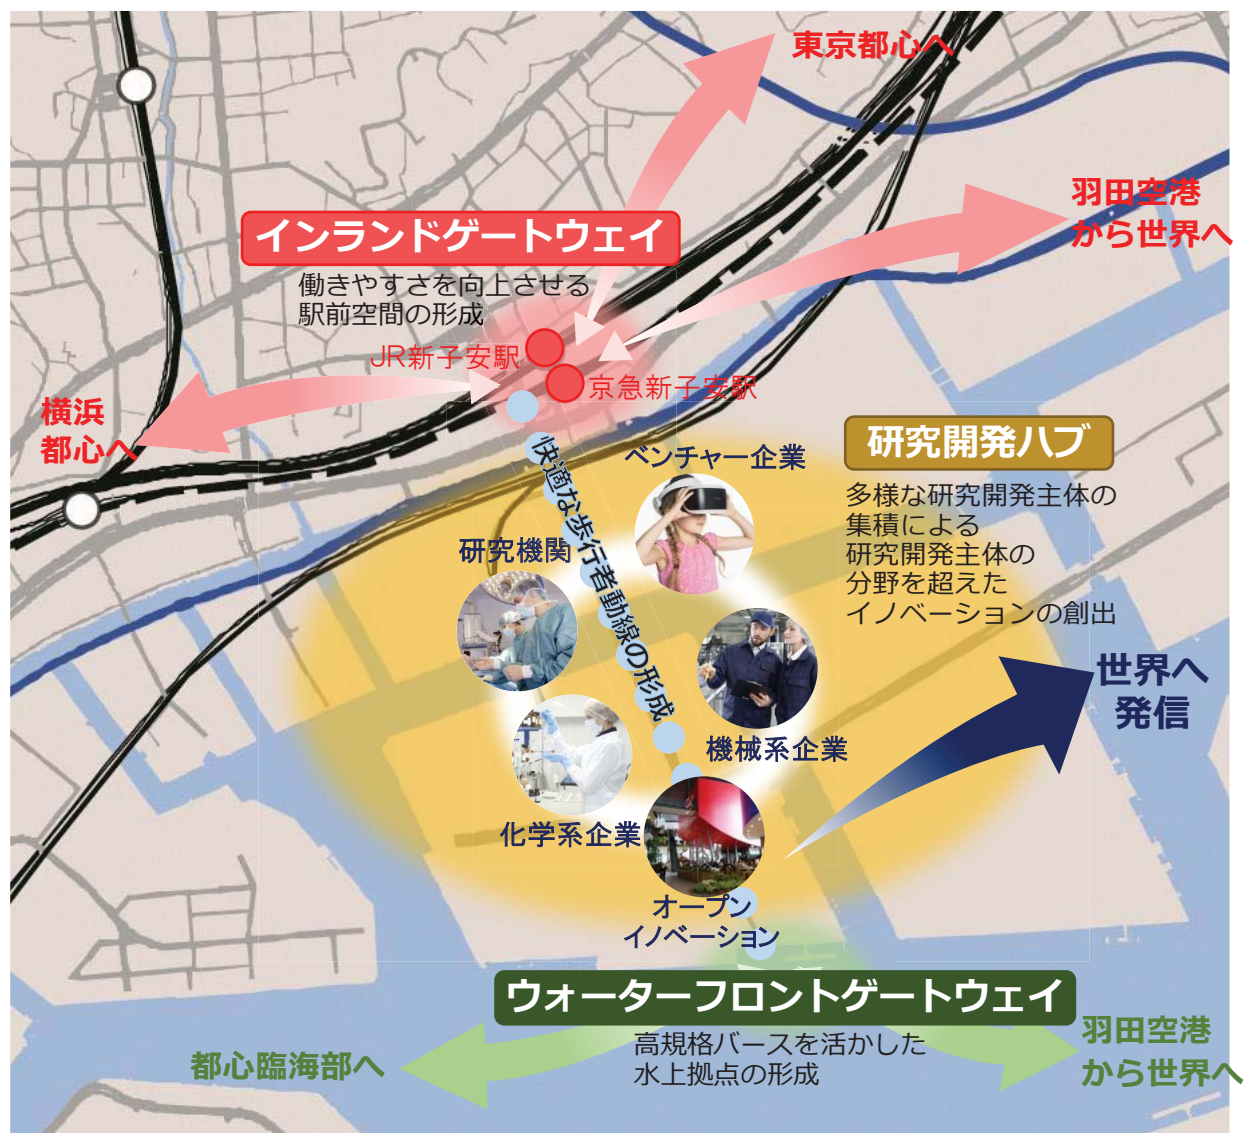 東京都心へ
羽田空港
から世界へ
インランドゲートウェイ
働きやすさを向上させる
駅前空間の形成
JR新子安駅
京急新子安駅
横浜
都心へ
研究開発ハブ
多様な研究開発主体の
集積による
研究開発主体の
分野を超えた
イノベーションの創出
ベンチャー企業
快適な歩行者動線の形成
研究機関
機械系企業
化学系企業
オープン
イノベーション
世界へ
発信
ウォーターフロントゲートウェイ
高規格バースを活かした
水上拠点の形成
都心臨海部へ
羽田空港
から世界へ